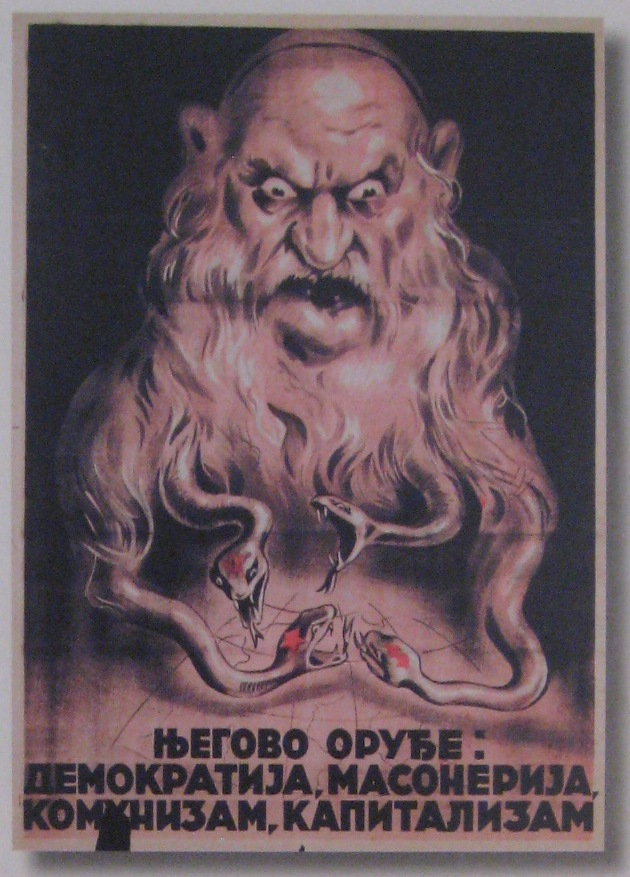 ЊЕГОВО ОРУЂЕ:
ДЕМОКРАТИЈА, МАСОНЕРИЈА,
КОМУНИЗАМ, КАПИТАЛИЗАМ